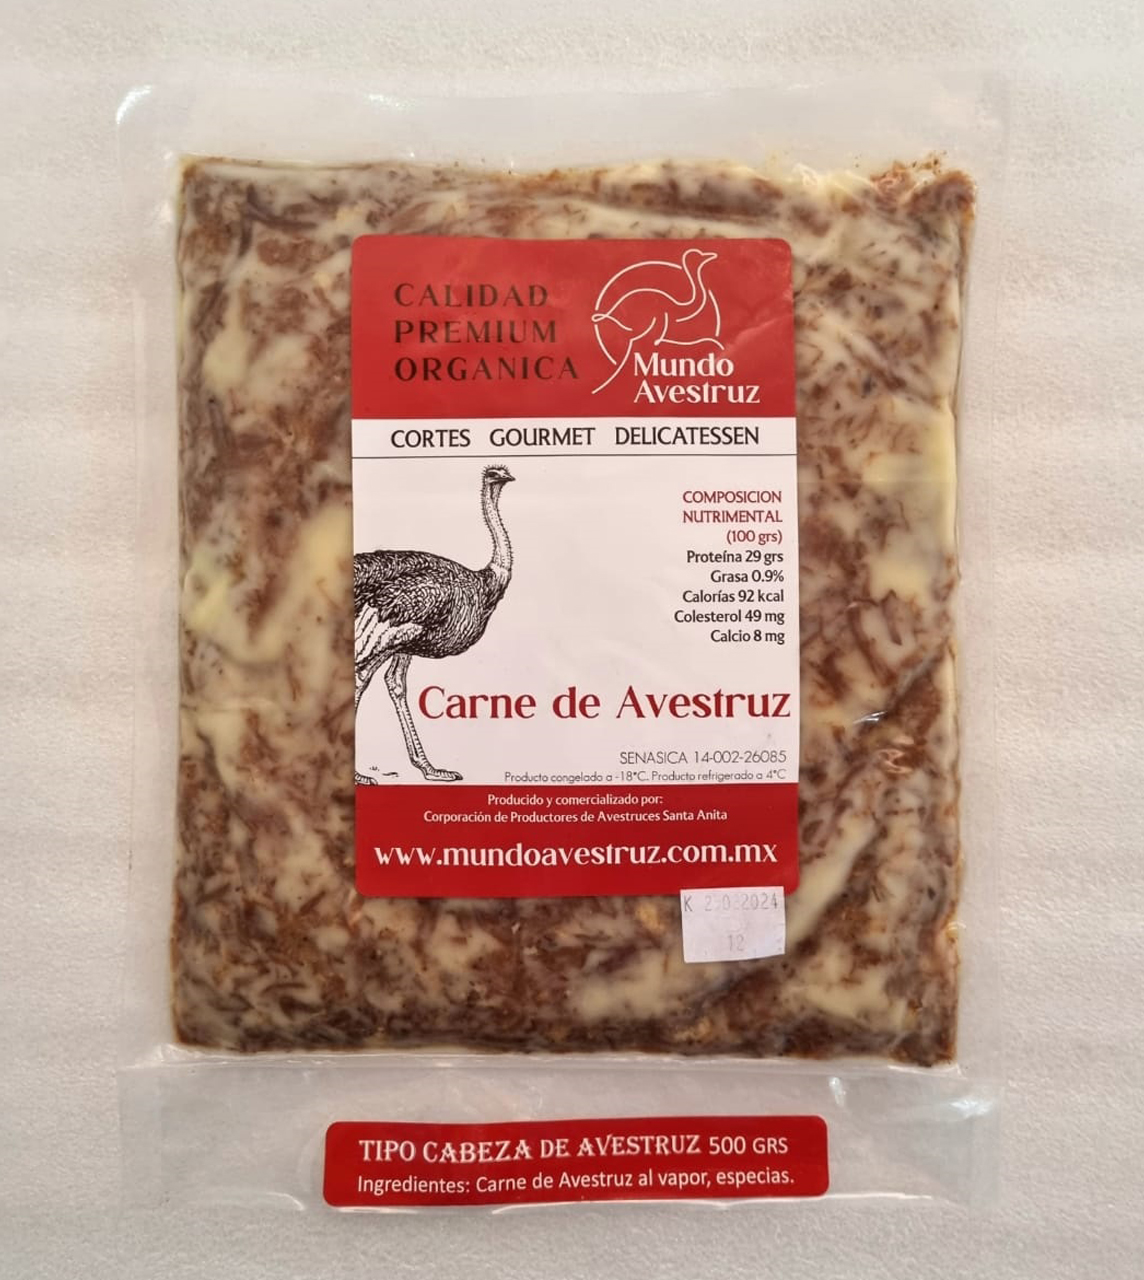 CALIDAD
PREMIUM
ORGANICA
Mundo
Avestruz
CORTES GOURMET DELICATESSEN
COMPOSICION
NUTRIMENTAL
(100 grs)
Proteína 29 grs
Grasa 0.9%
Calorías 92 kcal
Colesterol 49 mg
Calcio 8 mg
Carne de Avestruz
SENASICA 14-002-26085
Producto congelado a -18°C. Producto refrigerado a 4°C
Producido y comercializado por:
Corporación de Productores de Avestruces Santa Anita
www.mundoavestruz.com.mx
K
12
TIPO CABEZA DE AVESTRUZ 500 GRS
Ingredientes: Carne de Avestruz al vapor, especias.